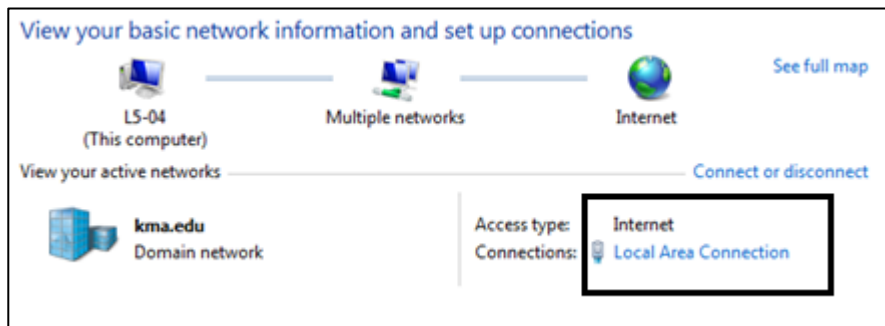 View your basic network information and set up connections
See full map
L5-04
(This computer)
Multiple networks
Internet
View your active networks
Connect or disconnect
kma.edu
Domain network
Access type: Internet
Connections: Local Area Connection